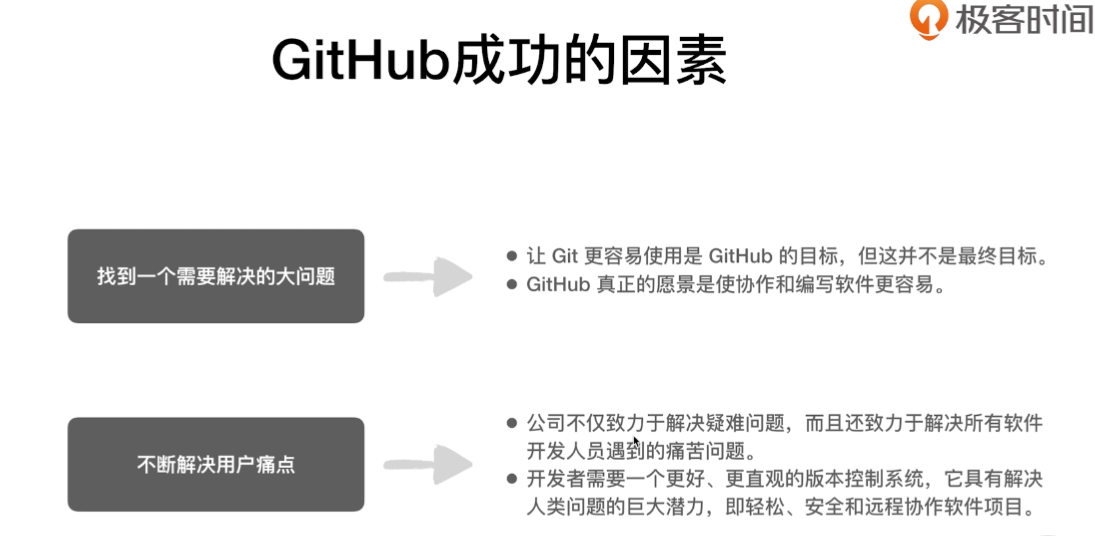 极客时间
GitHub成功的因素
找到一个需要解决的大问题
● 让 Git 更容易使用是 GitHub 的目标，但这并不是最终目标。
● GitHub 真正的愿景是使协作和编写软件更容易。
不断解决用户痛点
● 公司不仅致力于解决疑难问题，而且还致力于解决所有软件
开发人员遇到的痛苦问题。
● 开发者需要一个更好、更直观的版本控制系统，它具有解决
人类问题的巨大潜力，即轻松、安全和远程协作软件项目。